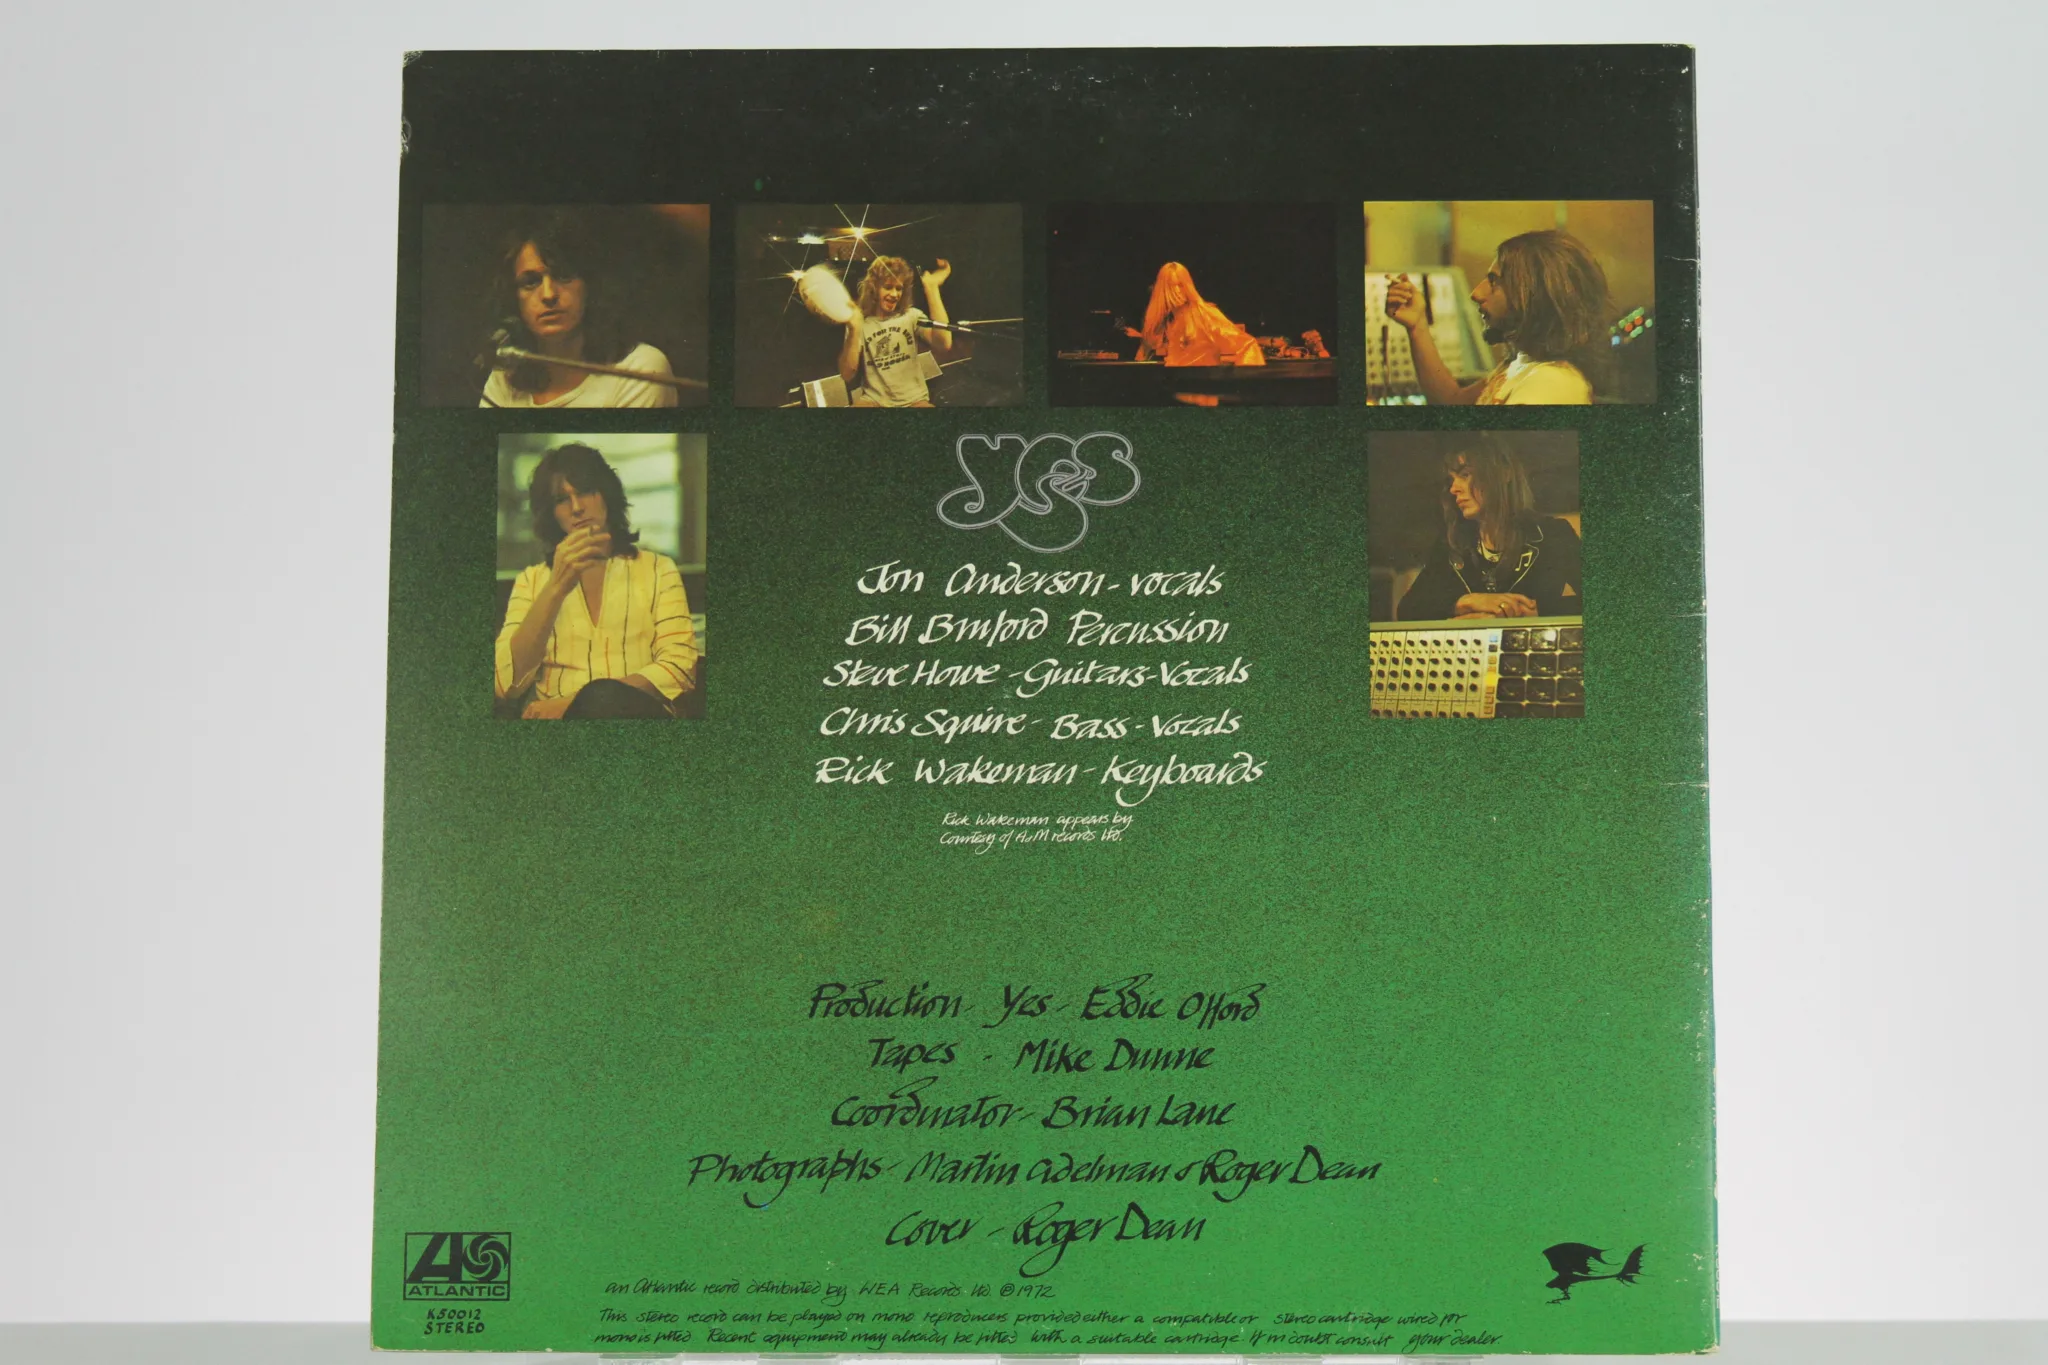 yes
Jon Anderson - vocals
Bill Bruford Percussion
Steve Howe - Guitars - Vocals
Chris Squire - Bass - Vocals
Rick Wakeman - Keyboards
Rick Wakeman appears by
Courtesy of A&M records ltd.
Production - Yes - Eddie Offord
Tapes - Mike Dunne
Coordinator - Brian Lane
Photographs - Martin Adelman & Roger Dean
Cover - Roger Dean
ATLANTIC
K50012
STEREO
an Atlantic record distributed by WEA Records ltd. ℗1972
This stereo record can be played on mono reproducers provided either a compatible or stereo cartridge wired for
mono is fitted. Recent equipment may already be fitted with a suitable cartridge. If in doubt consult your dealer.